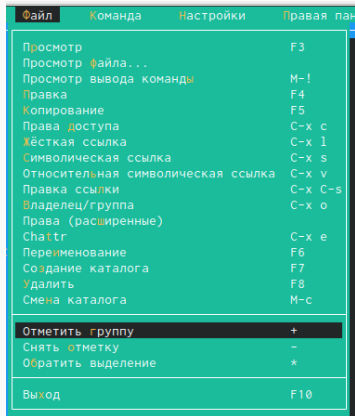 Файл Команда Настройки Правая пан
Просмотр F3
Просмотр файла...
Просмотр вывода команды M-!
Правка F4
Копирование F5
Права доступа C-x c
Жёсткая ссылка C-x l
Символическая ссылка C-x s
Относительная символическая ссылка C-x v
Правка ссылки C-x C-s
Владелец/группа C-x o
Права (расширенные)
Chattr C-x e
Переименование F6
Создание каталога F7
Удалить F8
Смена каталога M-c
Отметить группу +
Снять отметку -
Обратить выделение *
Выход F10